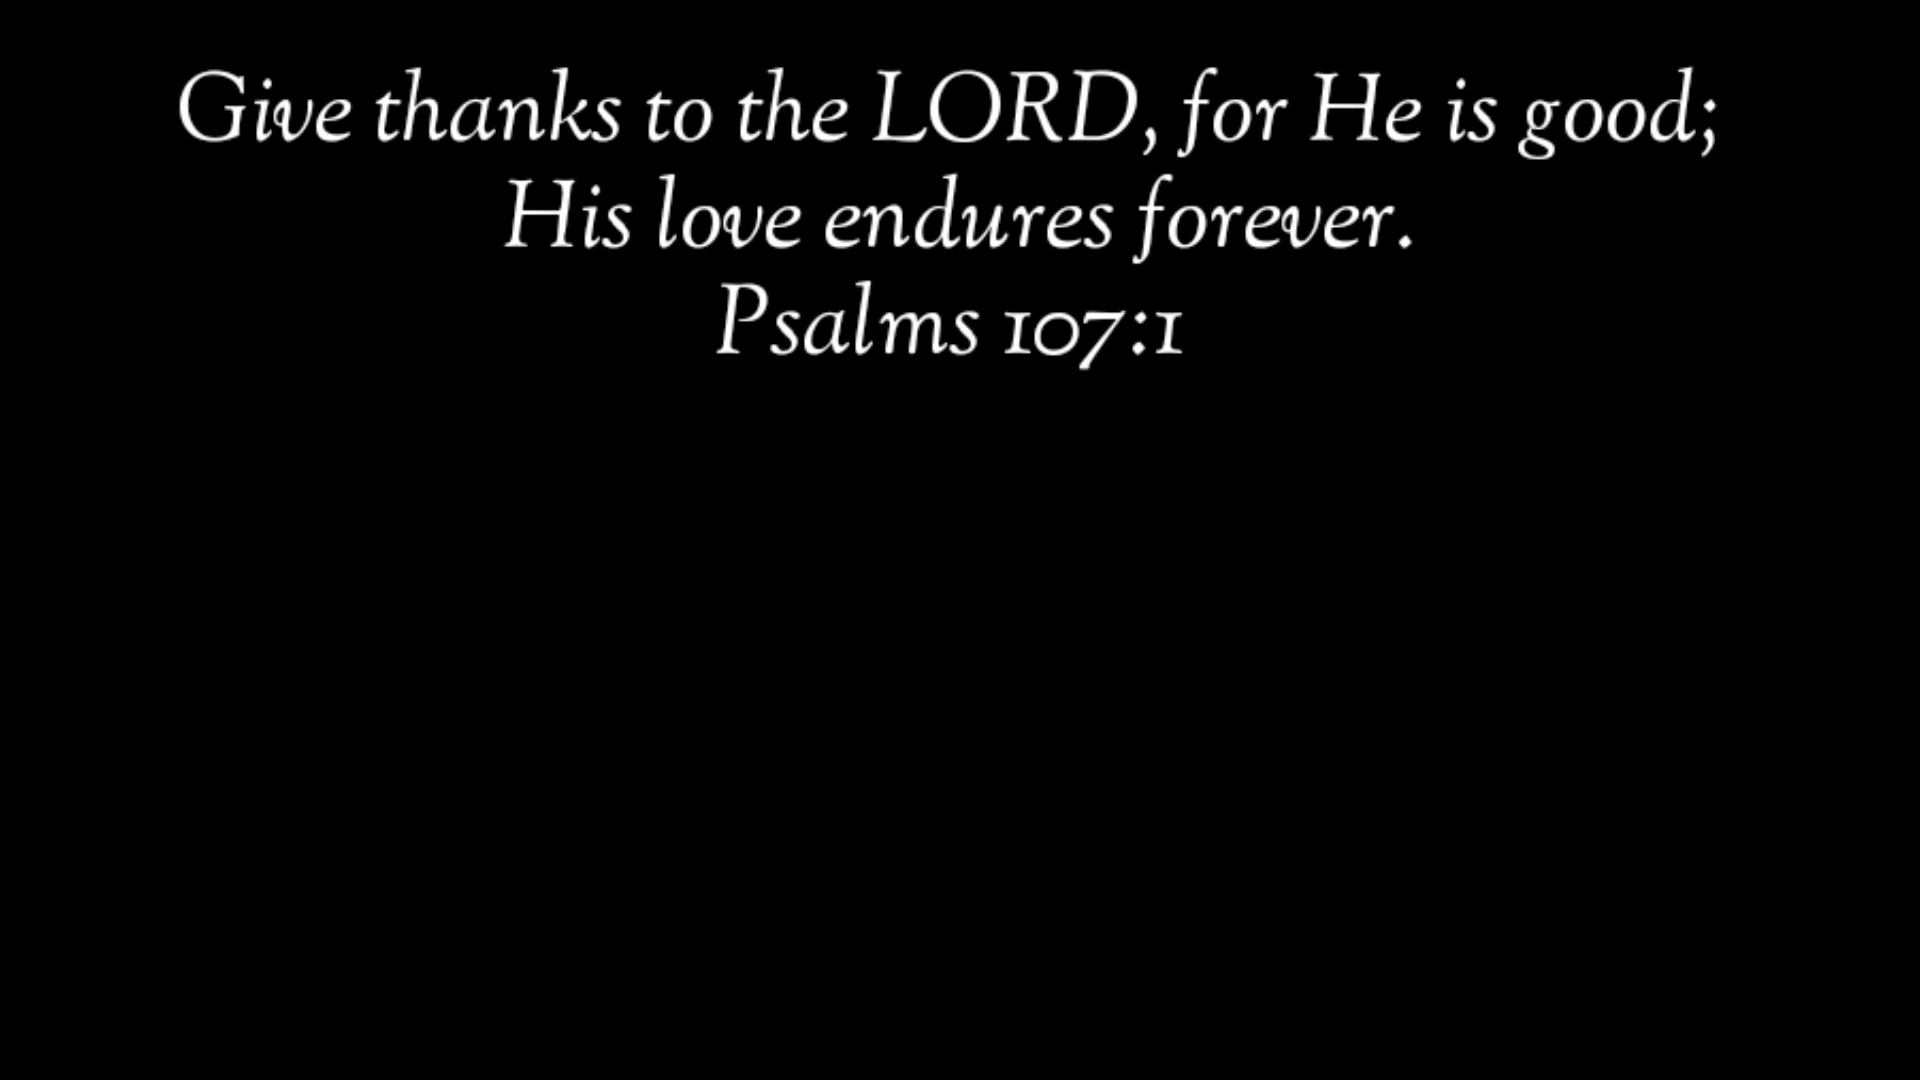 Give thanks to the LORD, for He is good;
His love endures forever.
Psalms 107:1